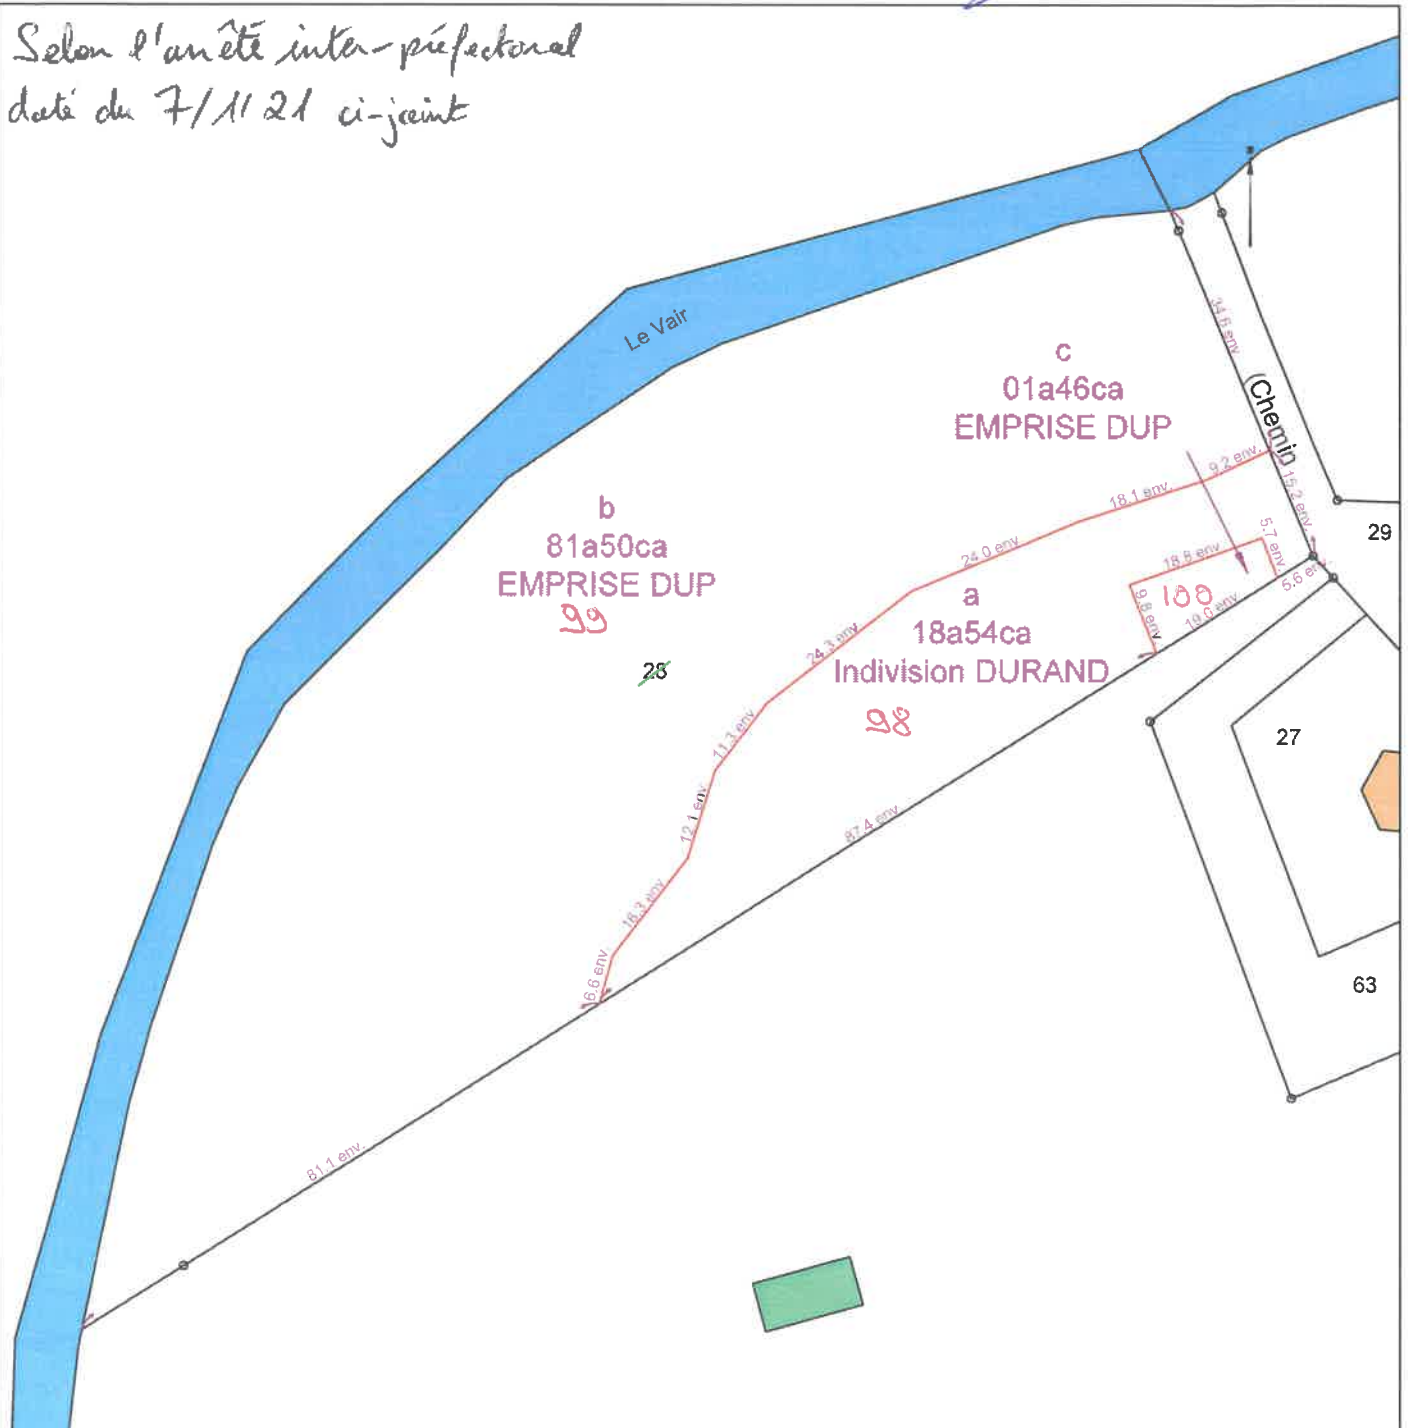 Selon l'arrêté inter-préfectoral
daté du 7/1/21 ci-joint
Le Vair
34.6 env.
(Chemin
c
01a46ca
EMPRISE DUP
9.2 env.
15.2 env.
18.1 env.
b
81a50ca
EMPRISE DUP
99
28
24.0 env.
18.8 env.
5.7 env.
5.6 env.
29
9.8 env.
100
19.0 env.
a
18a54ca
Indivision DURAND
98
24.3 env.
11.3 env.
27
12.1 env.
87.4 env.
16.3 env.
6.6 env.
63
81.1 env.